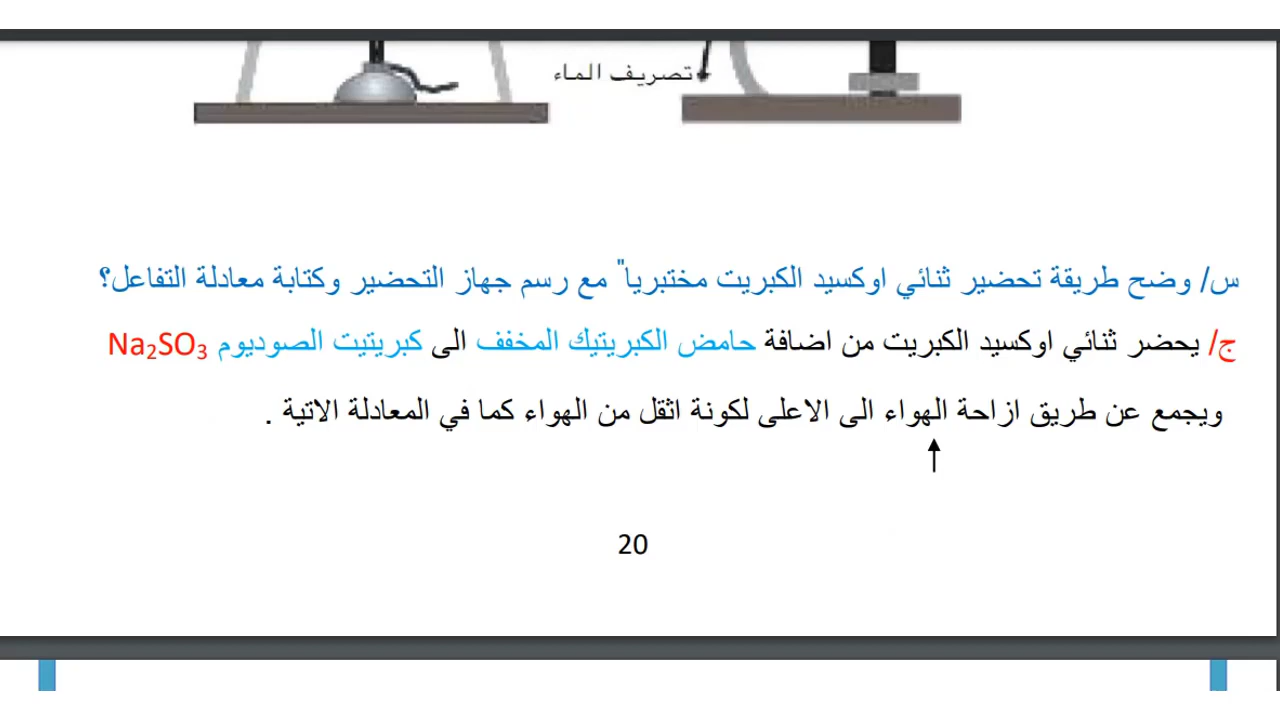 تصريف الماء
س/ وضح طريقة تحضير ثنائي اوكسيد الكبريت مختبرياً" مع رسم جهاز التحضير وكتابة معادلة التفاعل؟
ج/ يحضر ثنائي اوكسيد الكبريت من اضافة حامض الكبريتيك المخفف الى كبريتيت الصوديوم Na₂SO₃
ويجمع عن طريق ازاحة الهواء الى الاعلى لكونة اثقل من الهواء كما في المعادلة الاتية .
20